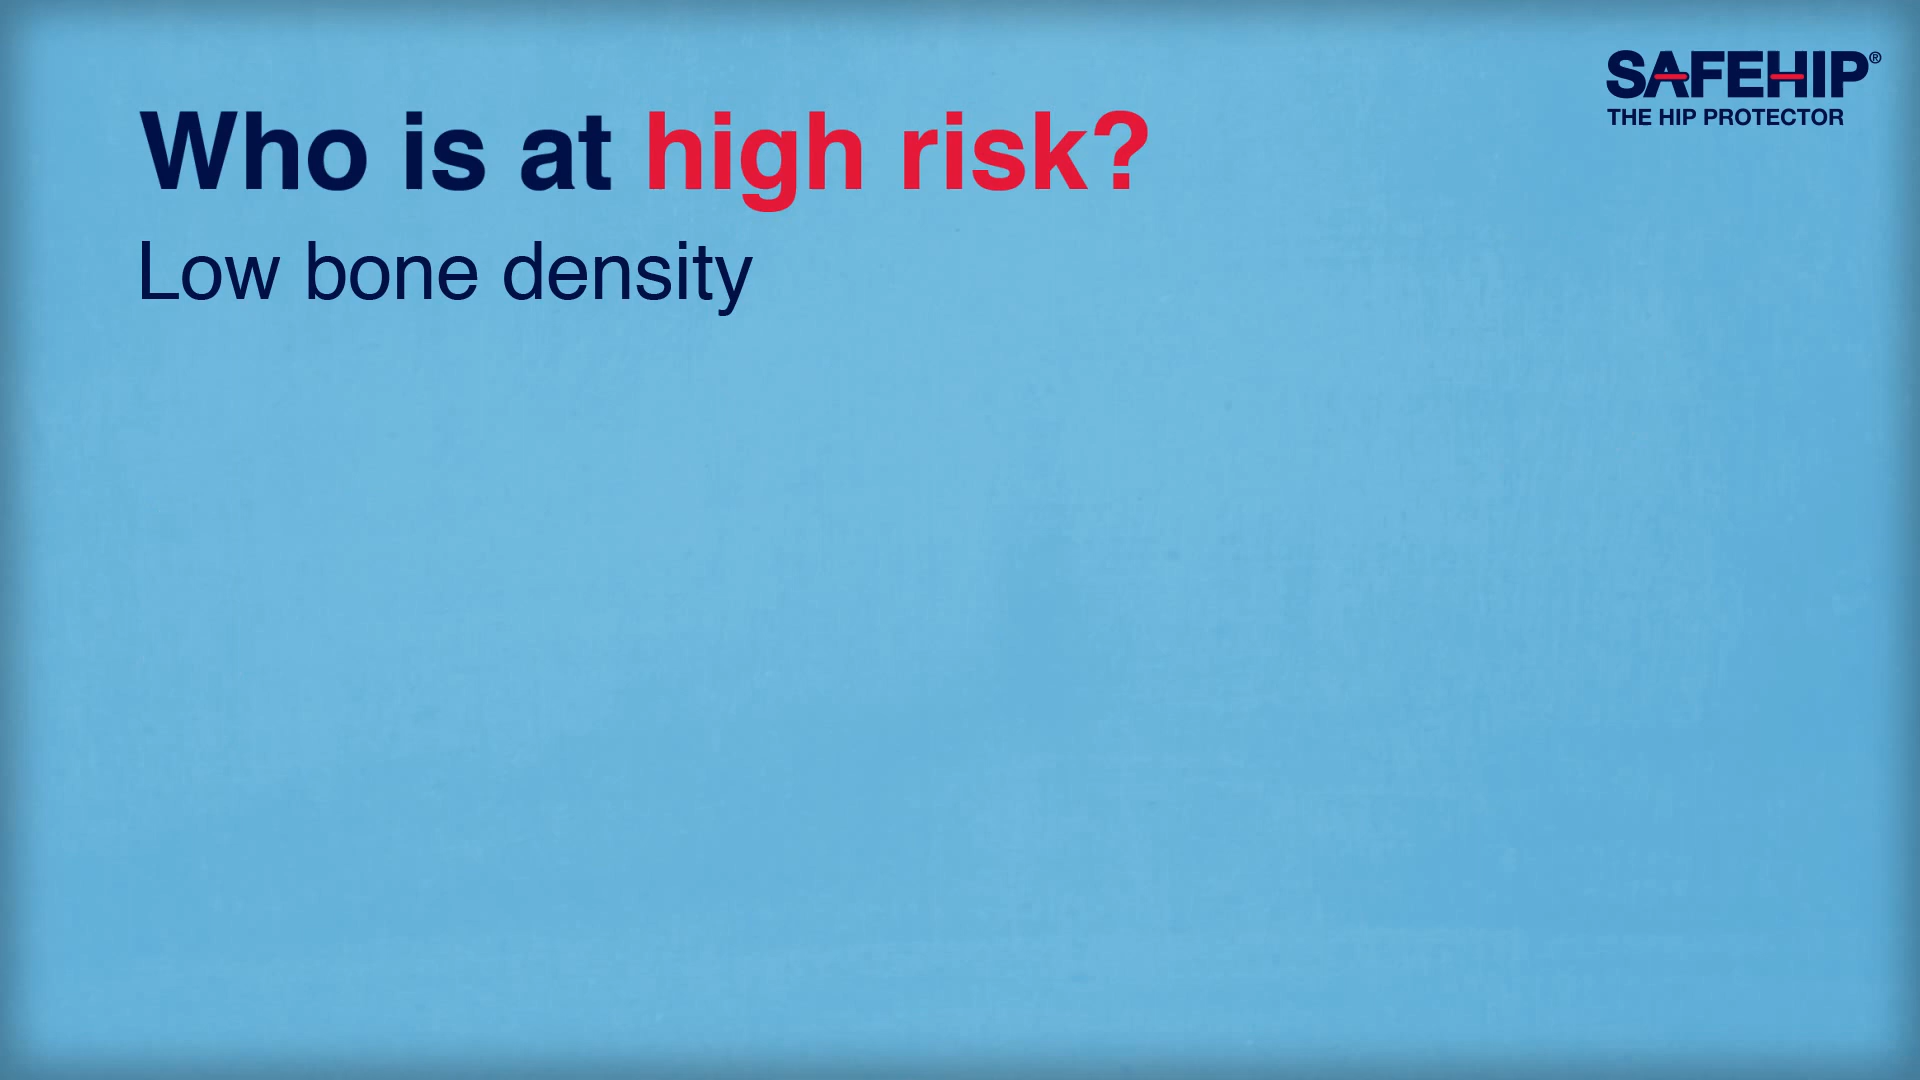 Who is at high risk?
Low bone density
SAFEHIP®
THE HIP PROTECTOR